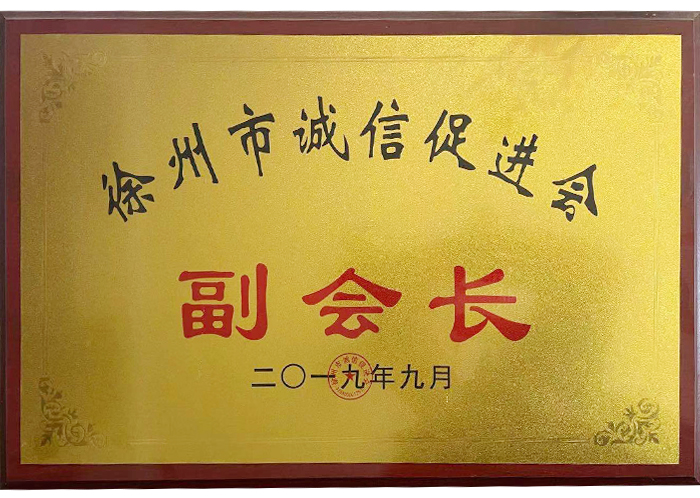 徐州市诚信促进会
副会长
二〇一九年九月